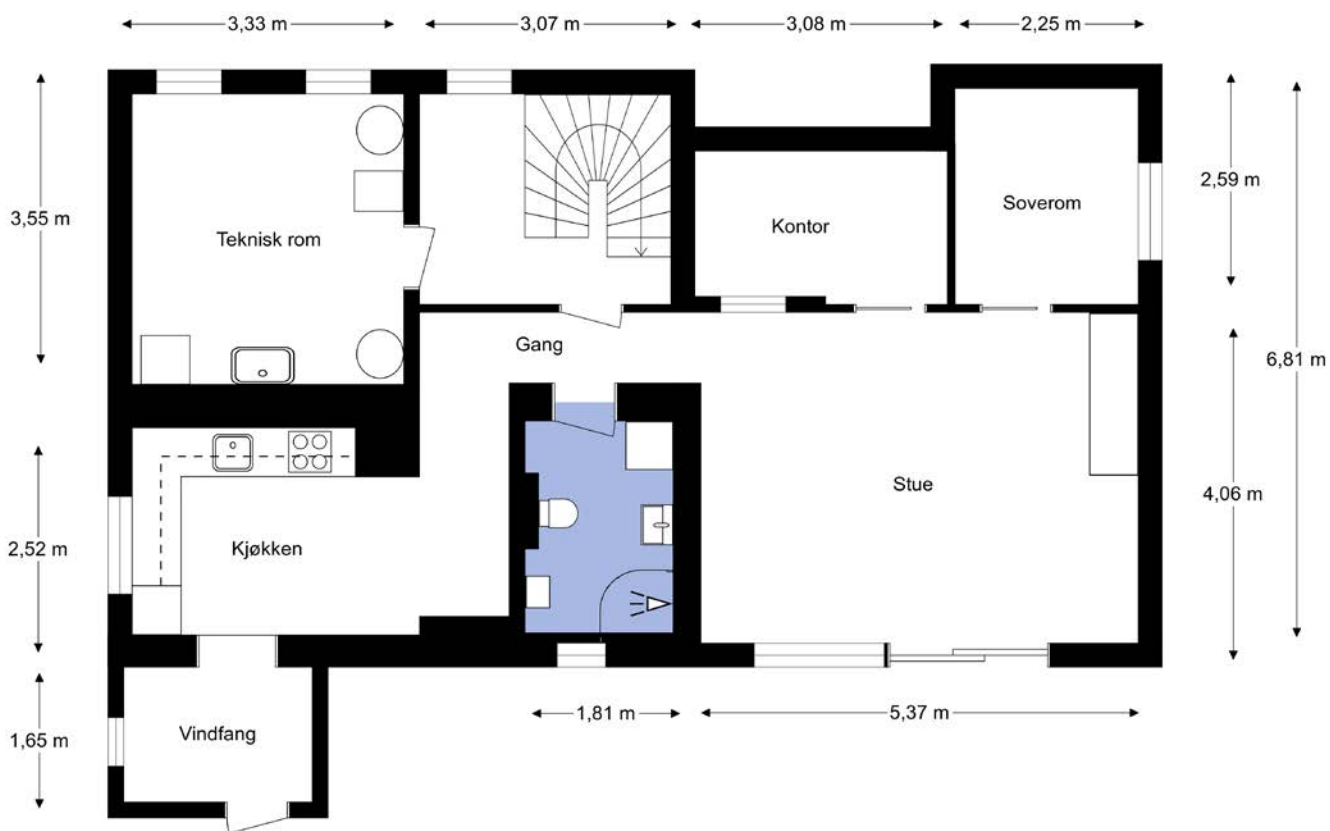 3,33 m
3,07 m
3,08 m
2,25 m
3,55 m
2,59 m
Teknisk rom
Kontor
Soverom
Gang
6,81 m
Stue
4,06 m
Kjøkken
2,52 m
1,81 m
5,37 m
Vindfang
1,65 m